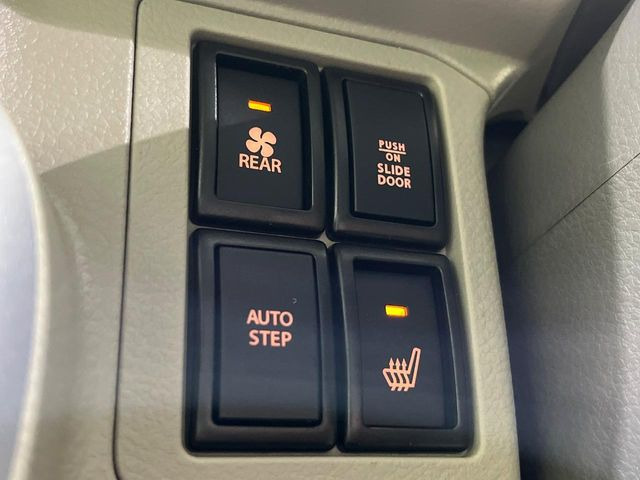 REAR
PUSH
ON
SLIDE
DOOR
AUTO
STEP